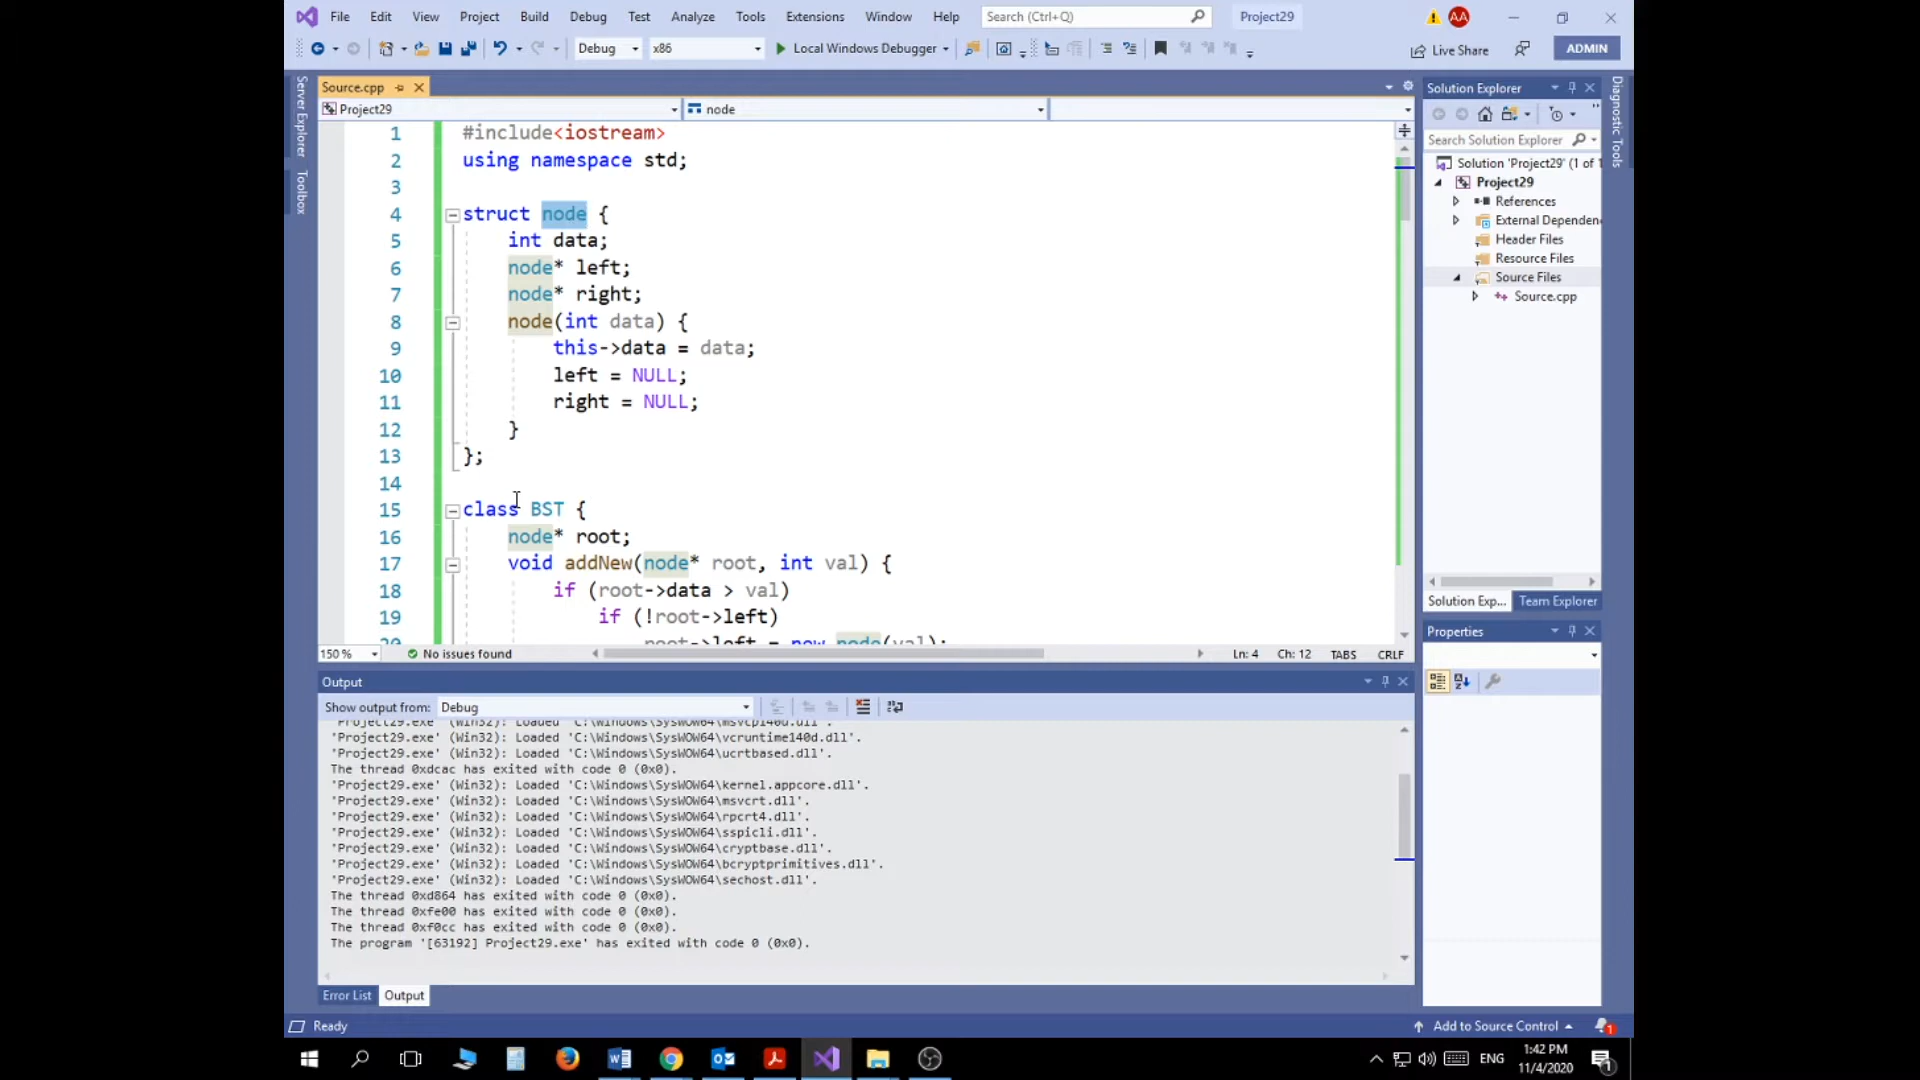 File Edit View Project Build Debug Test Analyze Tools Extensions Window Help Search (Ctrl+Q) Project29 AA
Debug x86 Local Windows Debugger Live Share ADMIN
Server Explorer
Toolbox
Source.cpp
Project29 node
1 #include<iostream>
2 using namespace std;
3
4 struct node {
5 int data;
6 node* left;
7 node* right;
8 node(int data) {
9 this->data = data;
10 left = NULL;
11 right = NULL;
12 }
13 };
14
15 class BST {
16 node* root;
17 void addNew(node* root, int val) {
18 if (root->data > val)
19 if (!root->left)
20 root->left = new node(val);
150 % No issues found Ln: 4 Ch: 12 TABS CRLF
Output
Show output from: Debug
'Project29.exe' (Win32): Loaded 'C:\Windows\SysWOW64\msvcp140d.dll'.
'Project29.exe' (Win32): Loaded 'C:\Windows\SysWOW64\vcruntime140d.dll'.
'Project29.exe' (Win32): Loaded 'C:\Windows\SysWOW64\ucrtbased.dll'.
The thread 0xdcac has exited with code 0 (0x0).
'Project29.exe' (Win32): Loaded 'C:\Windows\SysWOW64\kernel.appcore.dll'.
'Project29.exe' (Win32): Loaded 'C:\Windows\SysWOW64\msvcrt.dll'.
'Project29.exe' (Win32): Loaded 'C:\Windows\SysWOW64\rpcrt4.dll'.
'Project29.exe' (Win32): Loaded 'C:\Windows\SysWOW64\sspicli.dll'.
'Project29.exe' (Win32): Loaded 'C:\Windows\SysWOW64\cryptbase.dll'.
'Project29.exe' (Win32): Loaded 'C:\Windows\SysWOW64\bcryptprimitives.dll'.
'Project29.exe' (Win32): Loaded 'C:\Windows\SysWOW64\sechost.dll'.
The thread 0xd864 has exited with code 0 (0x0).
The thread 0xfe00 has exited with code 0 (0x0).
The thread 0xf0cc has exited with code 0 (0x0).
The program '[63192] Project29.exe' has exited with code 0 (0x0).
Error List Output
Solution Explorer
Search Solution Explorer
Solution 'Project29' (1 of 1
Project29
References
External Dependen
Header Files
Resource Files
Source Files
Source.cpp
Solution Exp... Team Explorer
Properties
Diagnostic Tools
Ready Add to Source Control 1
ENG 1:42 PM
11/4/2020 1